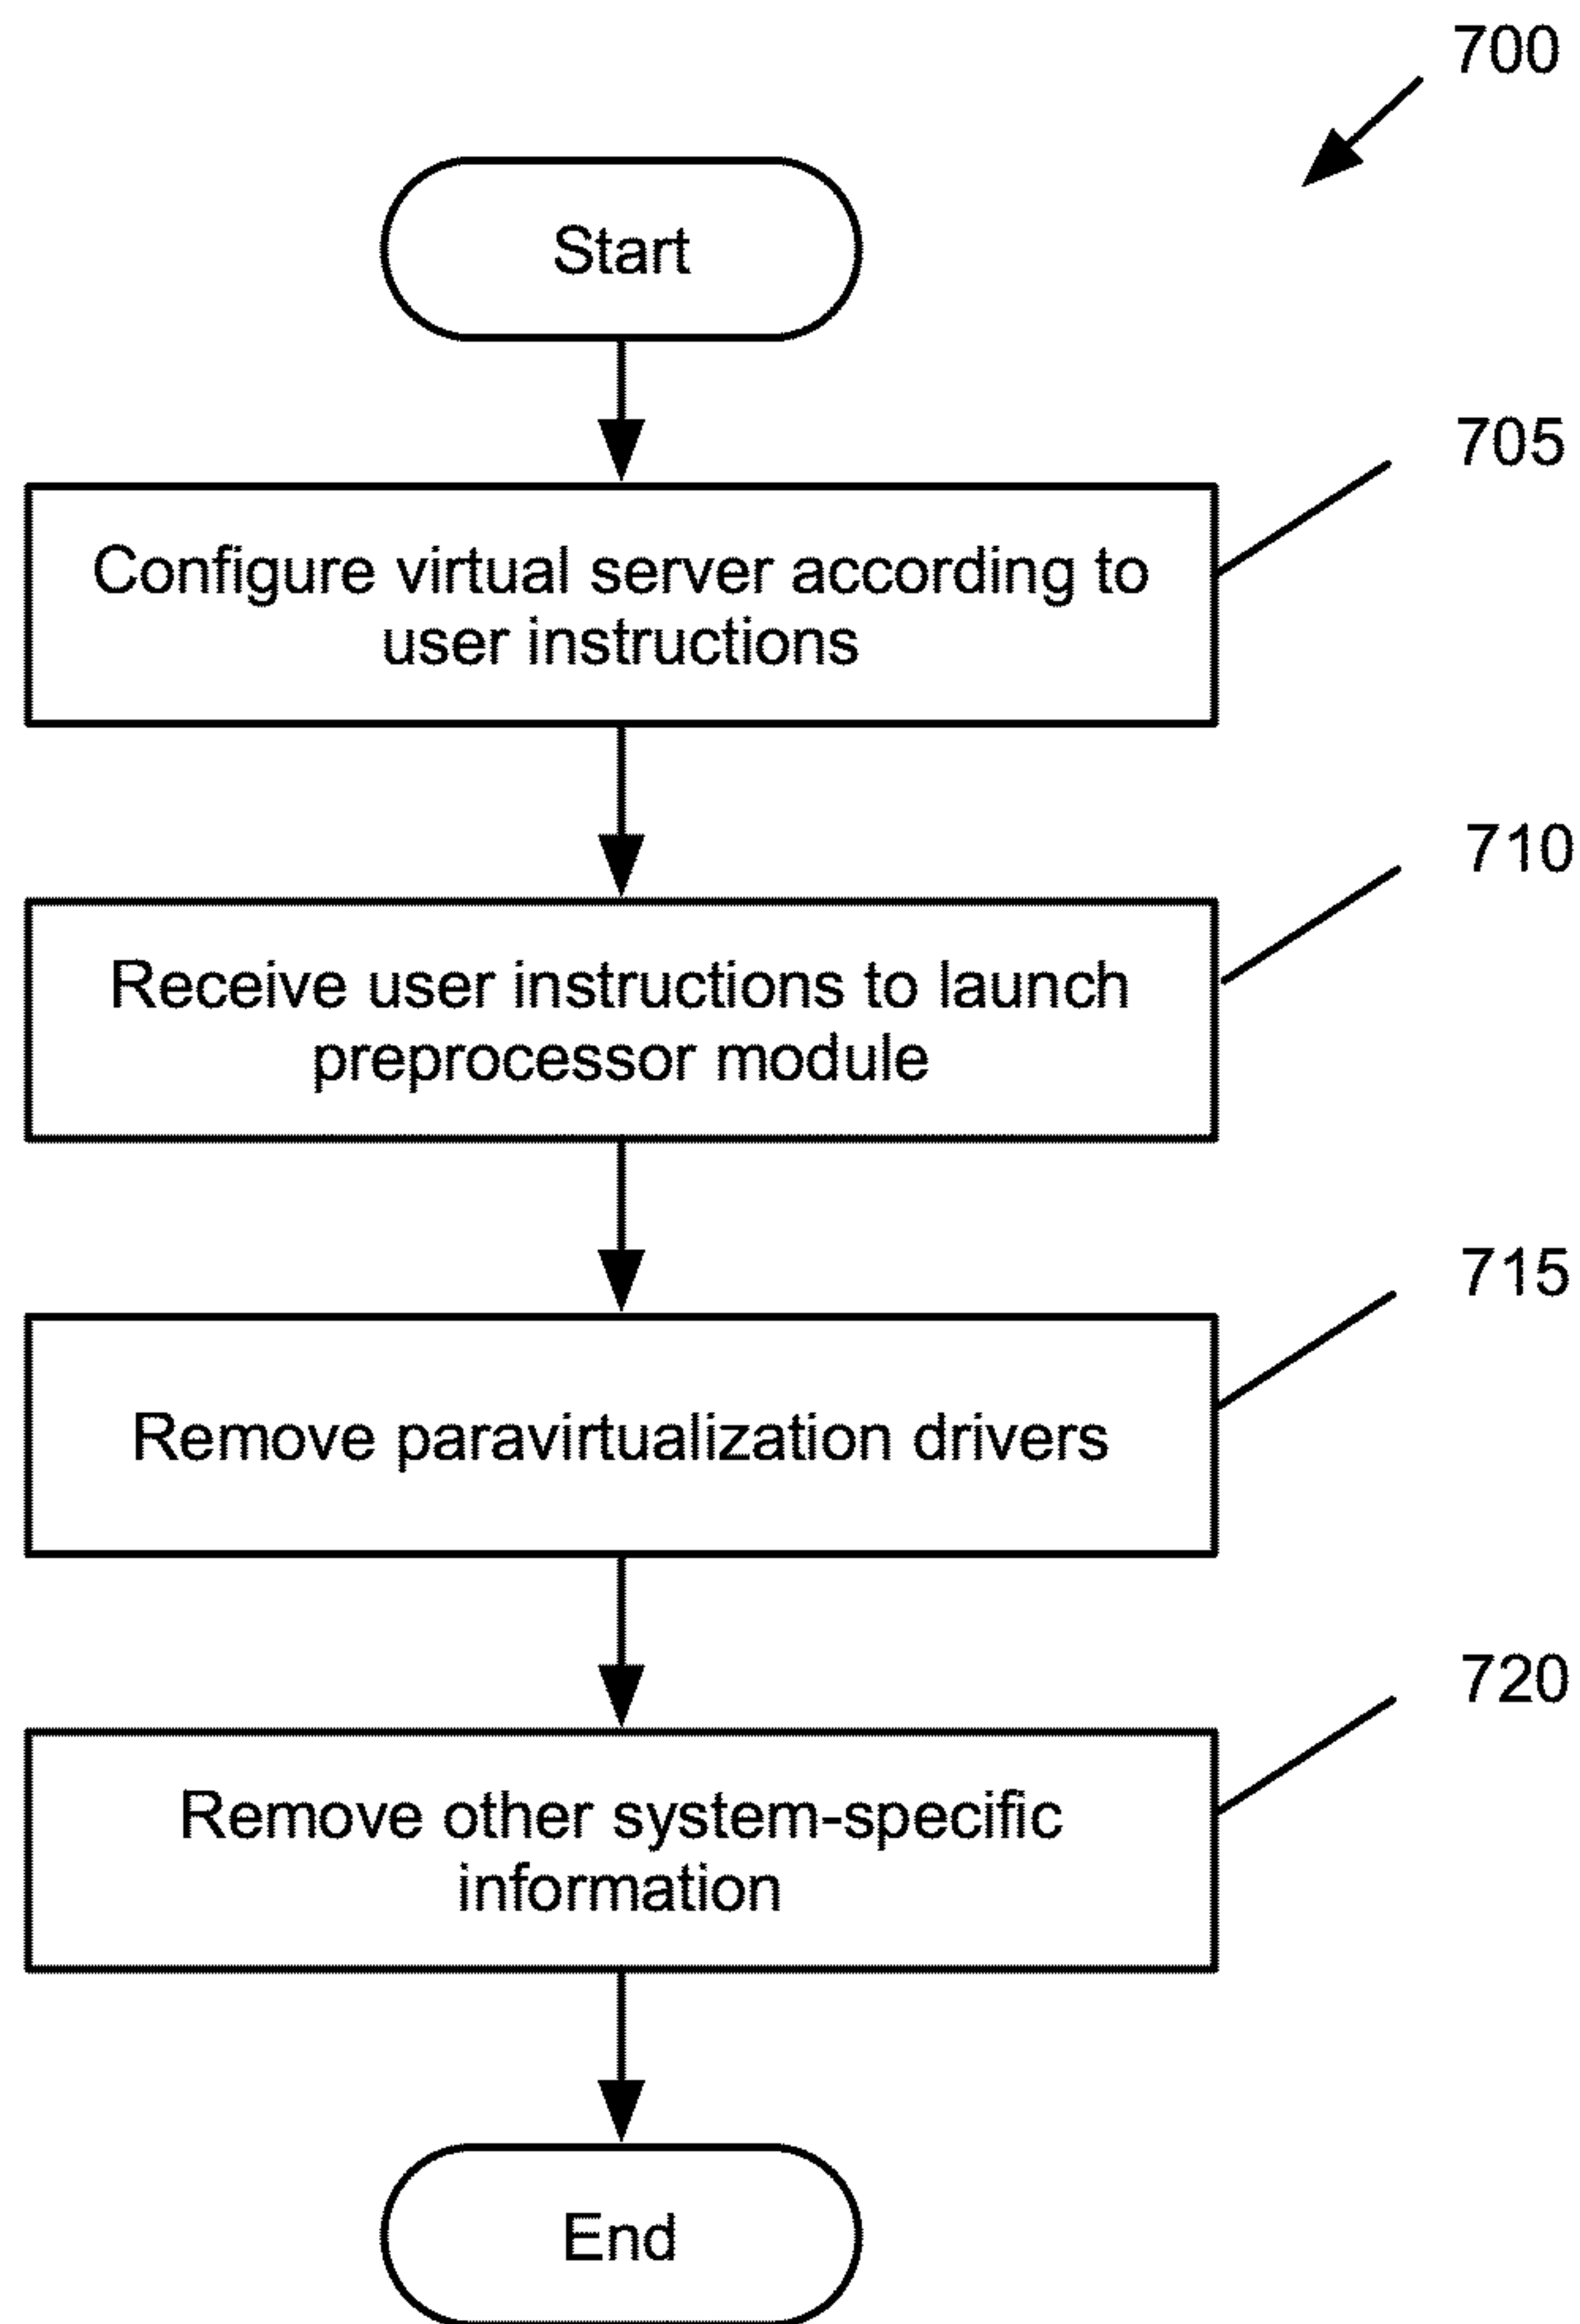 700
Start
705
Configure virtual server according to
user instructions
710
Receive user instructions to launch
preprocessor module
715
Remove paravirtualization drivers
720
Remove other system-specific
information
End